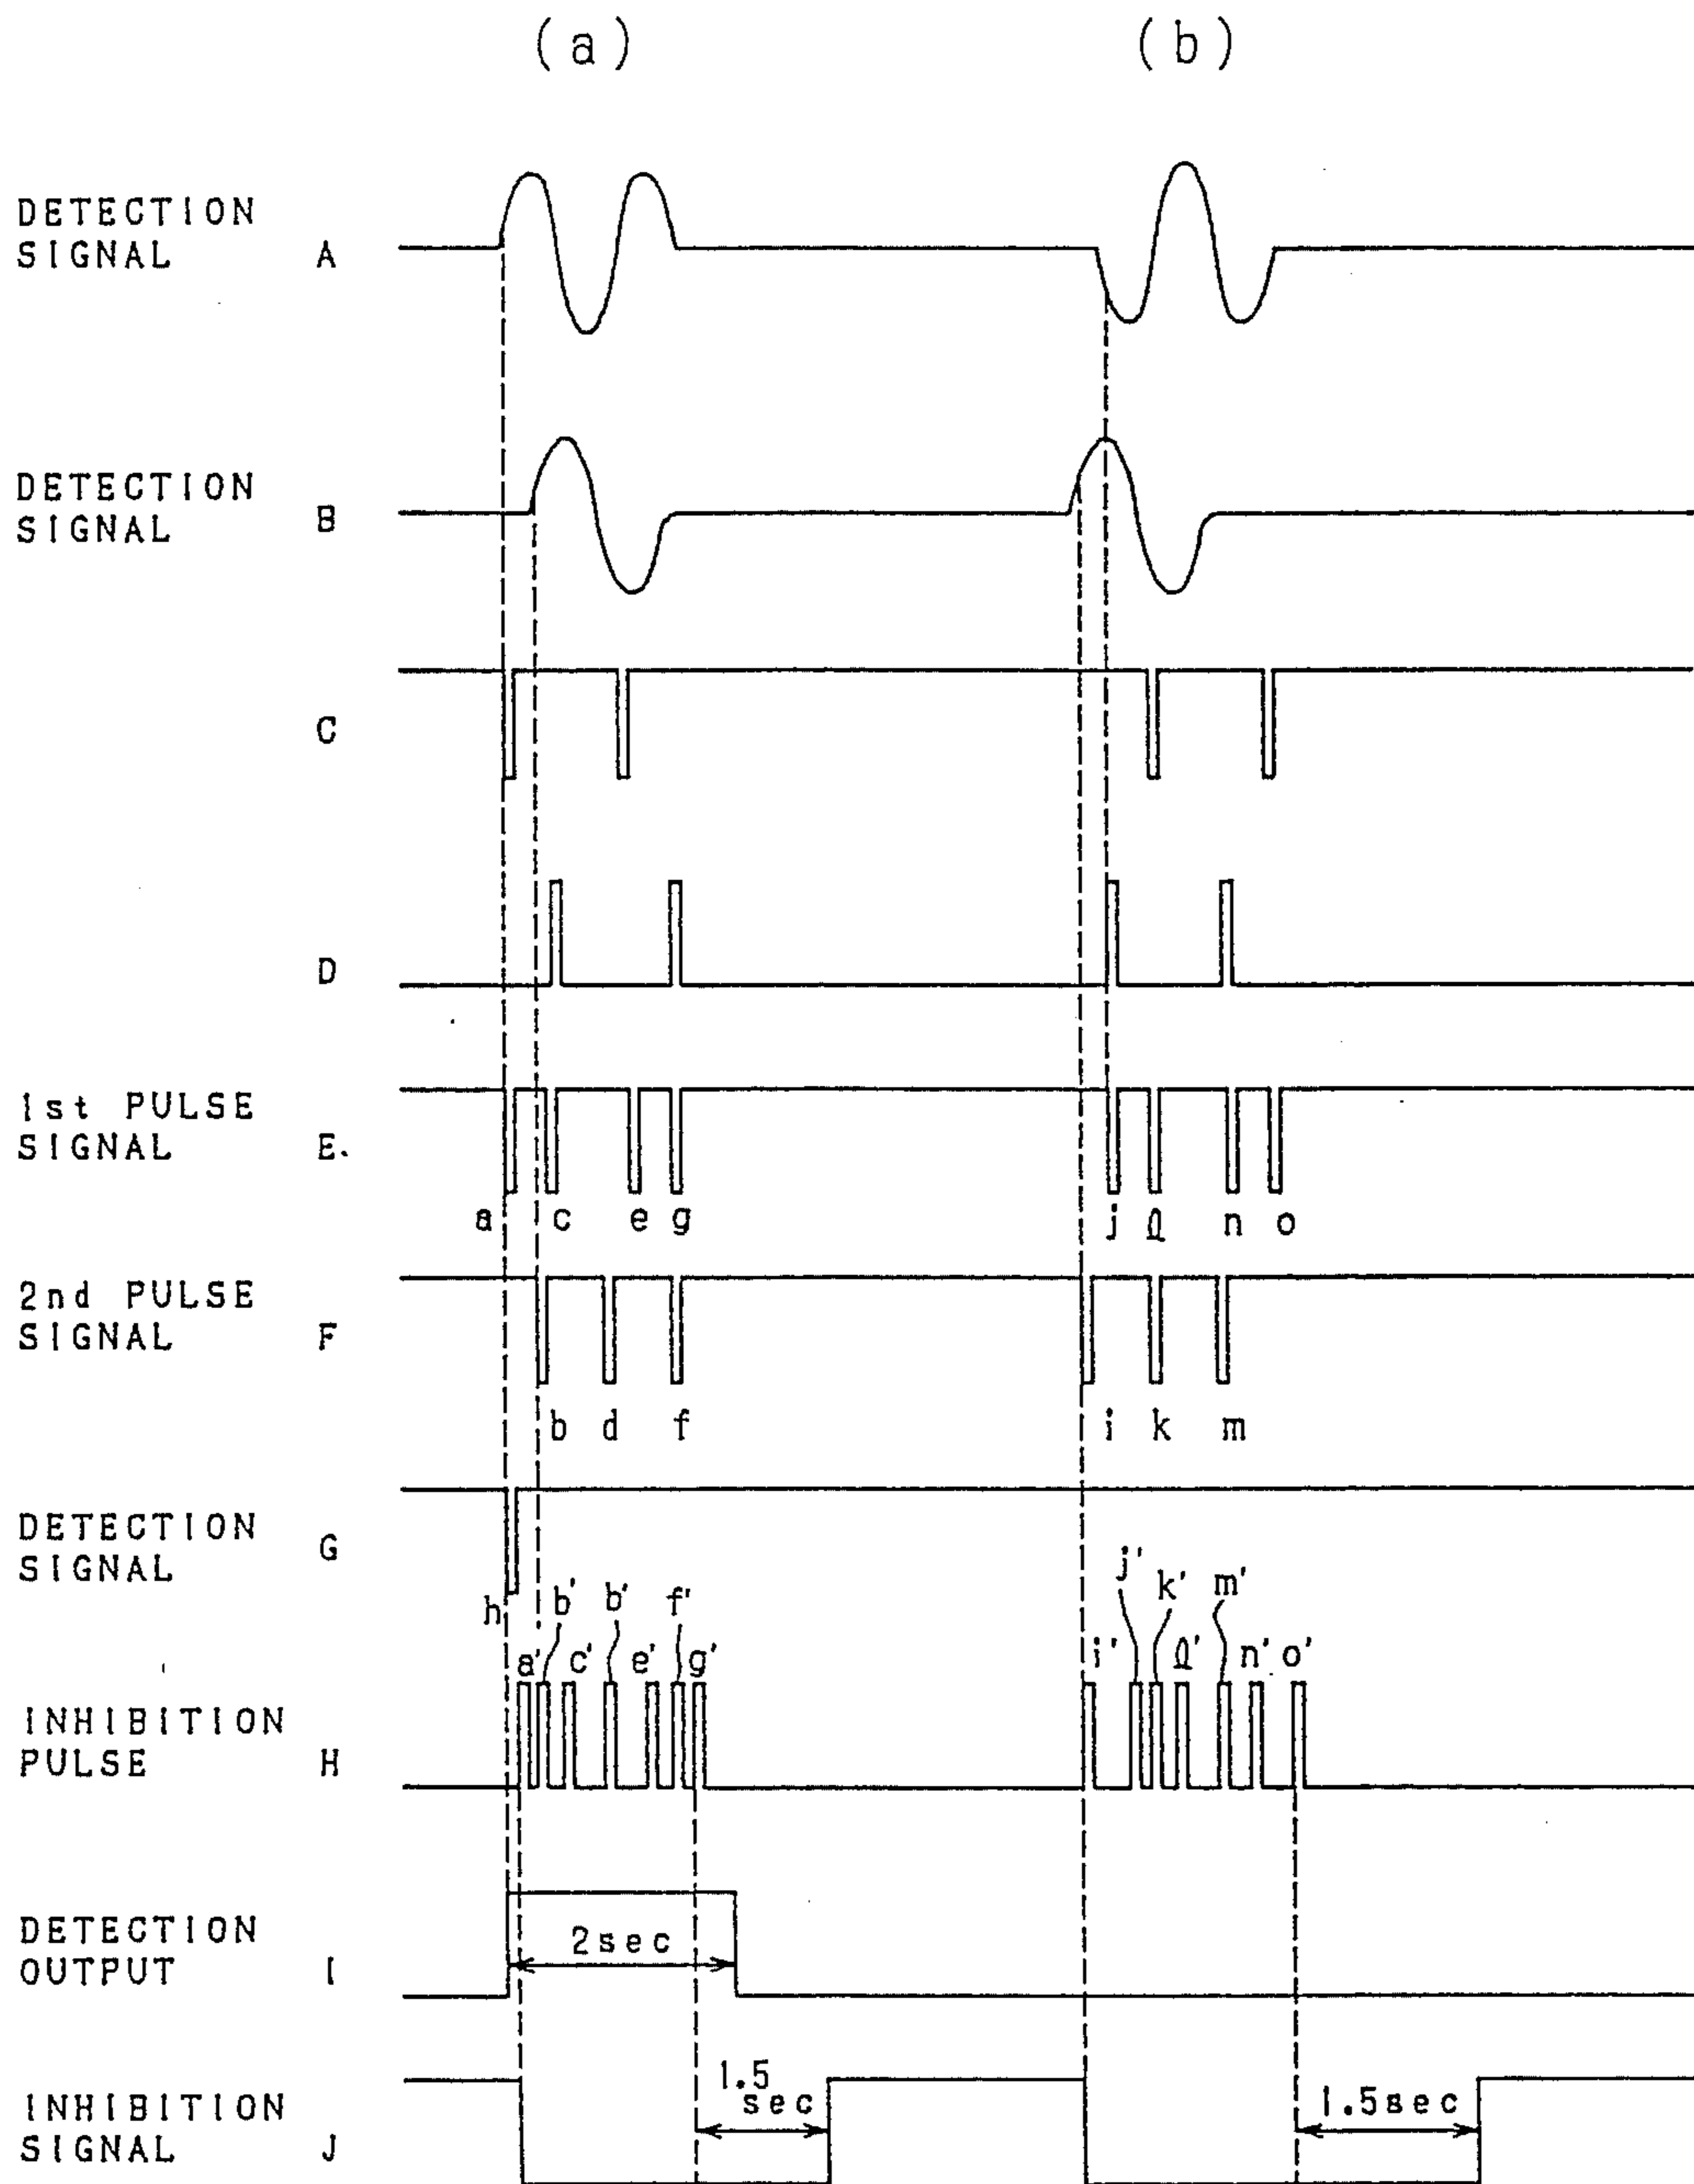 (a) (b)
DETECTION
SIGNAL A
DETECTION
SIGNAL B
C
D
1st PULSE
SIGNAL E.
a c e g j ℓ n o
2nd PULSE
SIGNAL F
b d f i k m
DETECTION
SIGNAL G
h b' b' f' j' k' m'
a' c' e' g' i' ℓ' n' o'
INHIBITION
PULSE H
DETECTION
OUTPUT I
2sec
1.5
sec 1.5sec
INHIBITION
SIGNAL J